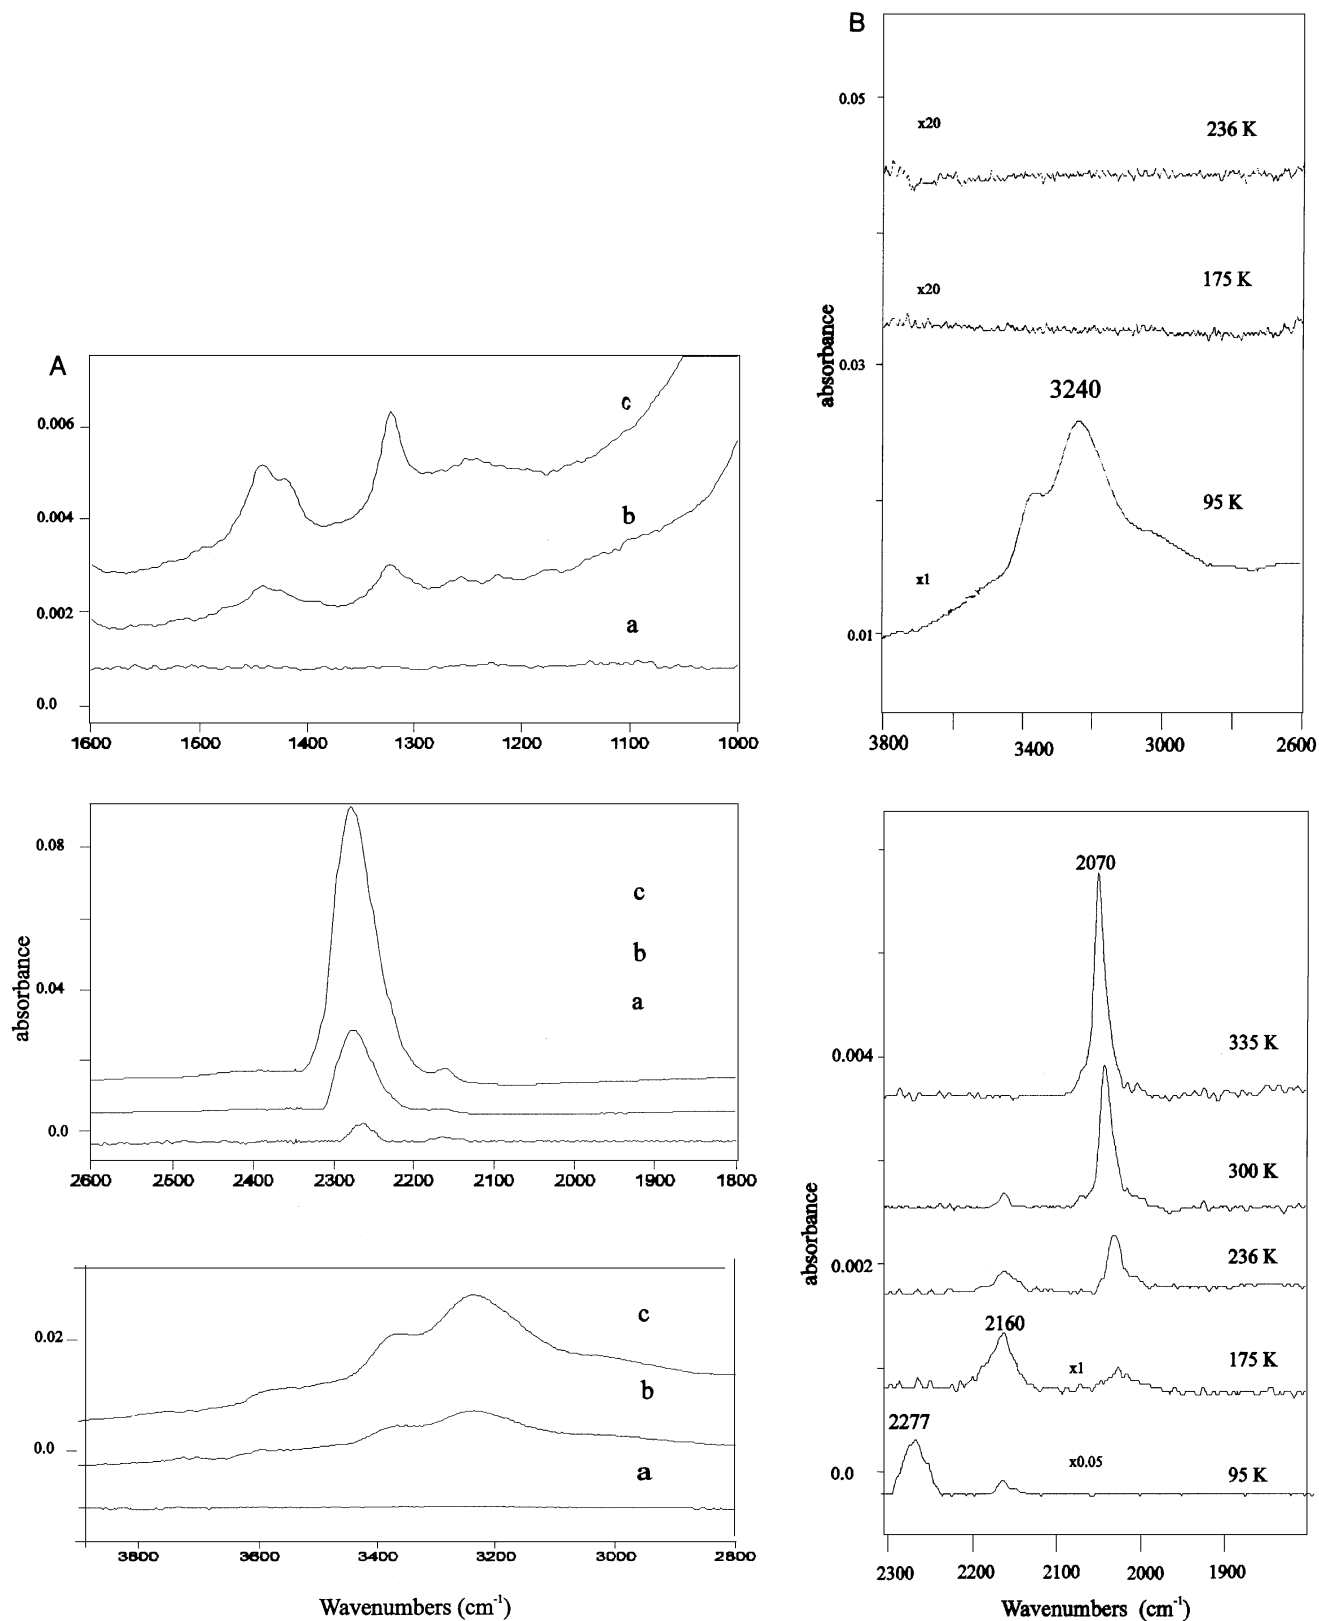 A
0.006
0.004
0.002
0.0
c
b
a
1600 1500 1400 1300 1200 1100 1000
absorbance
0.08
0.04
0.0
c
b
a
2600 2500 2400 2300 2200 2100 2000 1900 1800
0.02
0.0
c
b
a
3800 3600 3400 3200 3000 2800
Wavenumbers (cm⁻¹)
B
absorbance
0.05
0.03
0.01
x20
236 K
x20
175 K
3240
95 K
x1
3800 3400 3000 2600
absorbance
0.004
0.002
0.0
2070
335 K
300 K
236 K
2160
x1
175 K
2277
x0.05
95 K
2300 2200 2100 2000 1900
Wavenumbers (cm⁻¹)